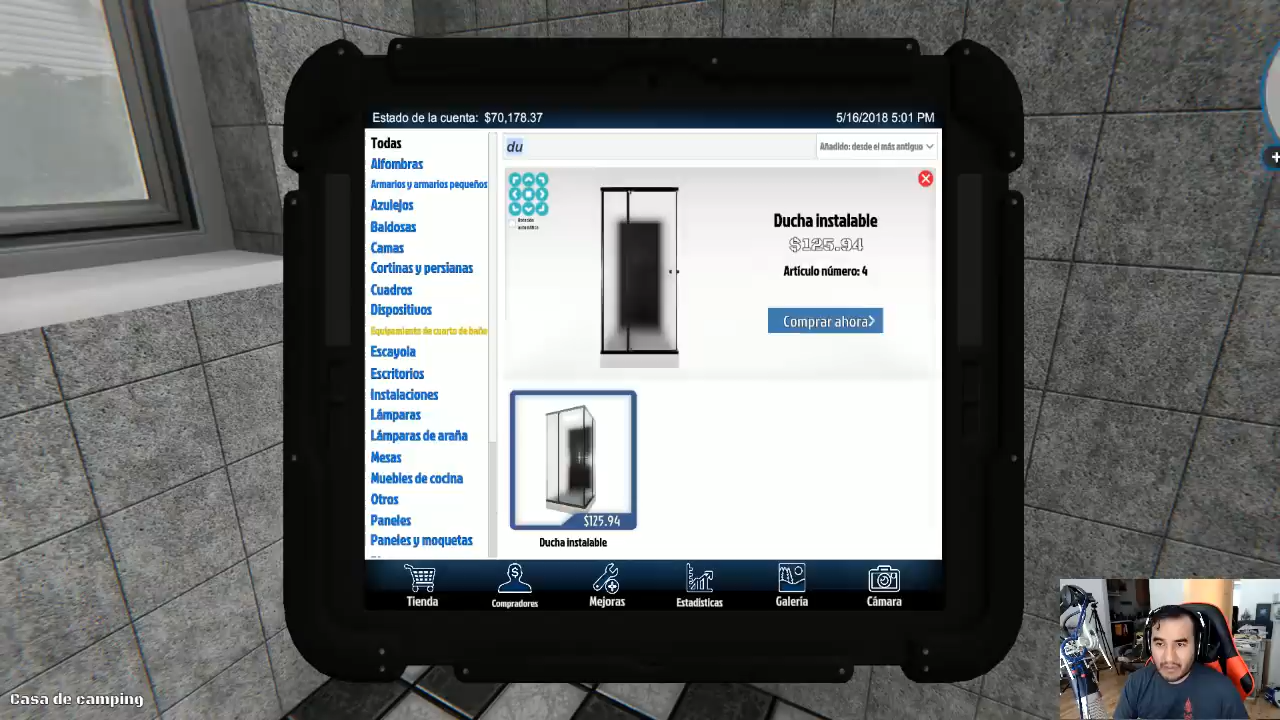 Estado de la cuenta: $70,178.37
5/16/2018 5:01 PM
Todas
Alfombras
Armarios y armarios pequeños
Azulejos
Baldosas
Camas
Cortinas y persianas
Cuadros
Dispositivos
Equipamiento de cuarto de baño
Escayola
Escritorios
Instalaciones
Lámparas
Lámparas de araña
Mesas
Muebles de cocina
Otros
Paneles
Paneles y moquetas
du
Añadido: desde el más antiguo
Rotación
automática
Ducha instalable
$125.94
Artículo número: 4
Comprar ahora
$125.94
Ducha instalable
Tienda
Compradores
Mejoras
Estadísticas
Galería
Cámara
Casa de camping